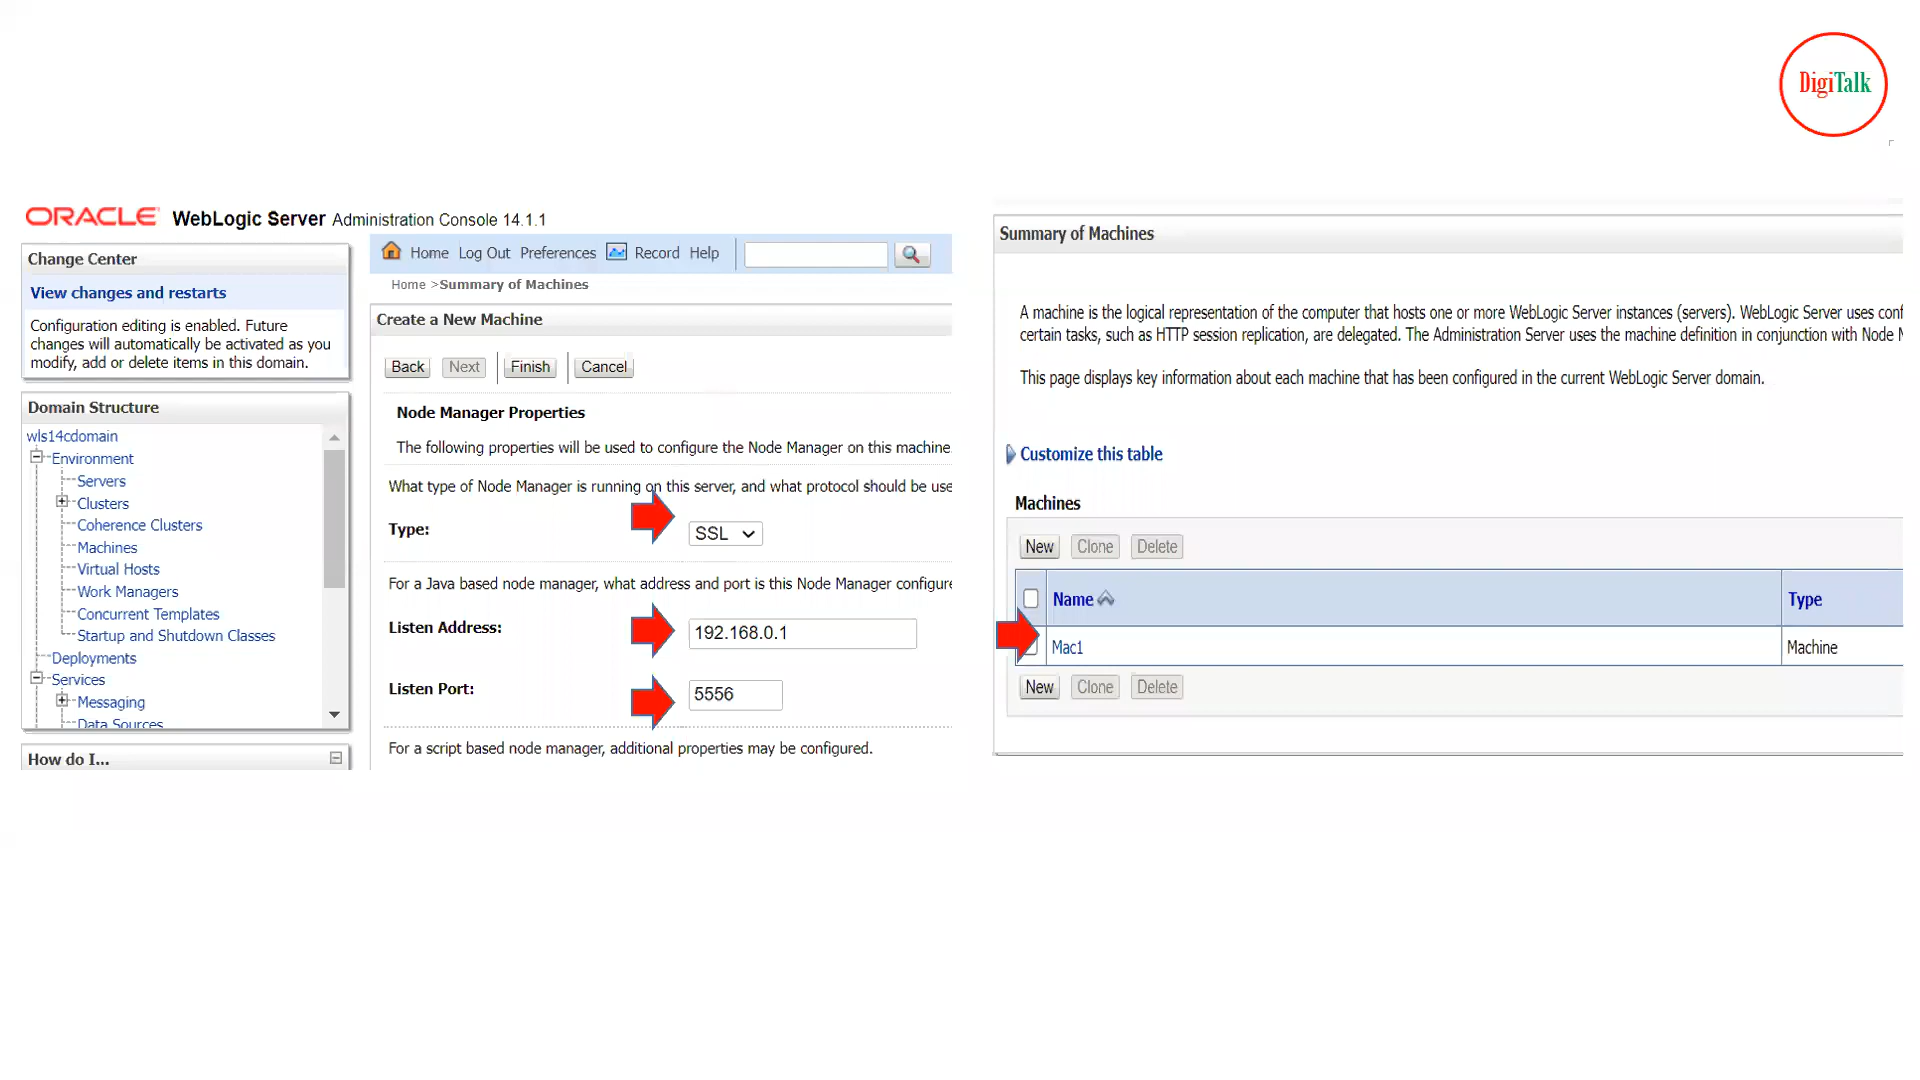 DigiTalk
ORACLE WebLogic Server Administration Console 14.1.1
Change Center
View changes and restarts
Configuration editing is enabled. Future
changes will automatically be activated as you
modify, add or delete items in this domain.
Domain Structure
wls14cdomain
Environment
Servers
Clusters
Coherence Clusters
Machines
Virtual Hosts
Work Managers
Concurrent Templates
Startup and Shutdown Classes
Deployments
Services
Messaging
Data Sources
How do I...
Home Log Out Preferences Record Help
Home >Summary of Machines
Create a New Machine
Back Next Finish Cancel
Node Manager Properties
The following properties will be used to configure the Node Manager on this machine
What type of Node Manager is running on this server, and what protocol should be use
Type: SSL
For a Java based node manager, what address and port is this Node Manager configure
Listen Address: 192.168.0.1
Listen Port: 5556
For a script based node manager, additional properties may be configured.
Summary of Machines
A machine is the logical representation of the computer that hosts one or more WebLogic Server instances (servers). WebLogic Server uses conf
certain tasks, such as HTTP session replication, are delegated. The Administration Server uses the machine definition in conjunction with Node
This page displays key information about each machine that has been configured in the current WebLogic Server domain.
Customize this table
Machines
New Clone Delete
Name Type
Mac1 Machine
New Clone Delete